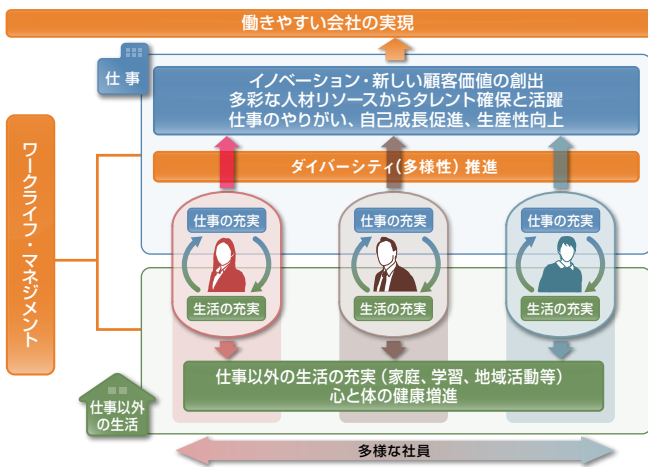 働きやすい会社の実現
仕事
イノベーション・新しい顧客価値の創出
多彩な人材リソースからタレント確保と活躍
仕事のやりがい、自己成長促進、生産性向上
ワークライフ・マネジメント
ダイバーシティ(多様性) 推進
仕事の充実
仕事の充実
仕事の充実
生活の充実
生活の充実
生活の充実
仕事以外の生活の充実(家庭、学習、地域活動等)
心と体の健康増進
仕事以外
の生活
多様な社員